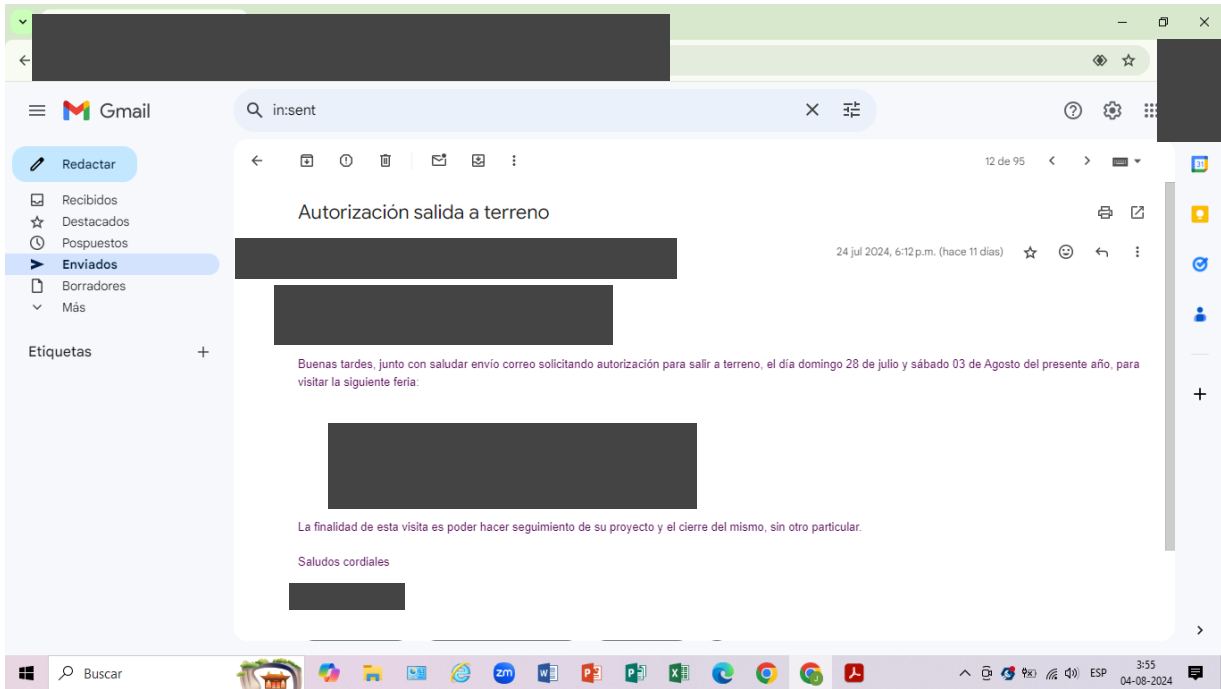 Gmail
in:sent
Redactar
12 de 95
Recibidos
Destacados
Pospuestos
Enviados
Borradores
Más
Etiquetas
Autorización salida a terreno
24 jul 2024, 6:12 p.m. (hace 11 días)
Buenas tardes, junto con saludar envío correo solicitando autorización para salir a terreno, el día domingo 28 de julio y sábado 03 de Agosto del presente año, para
visitar la siguiente feria:
La finalidad de esta visita es poder hacer seguimiento de su proyecto y el cierre del mismo, sin otro particular.
Saludos cordiales
31
Buscar
zm
ESP
3:55
04-08-2024